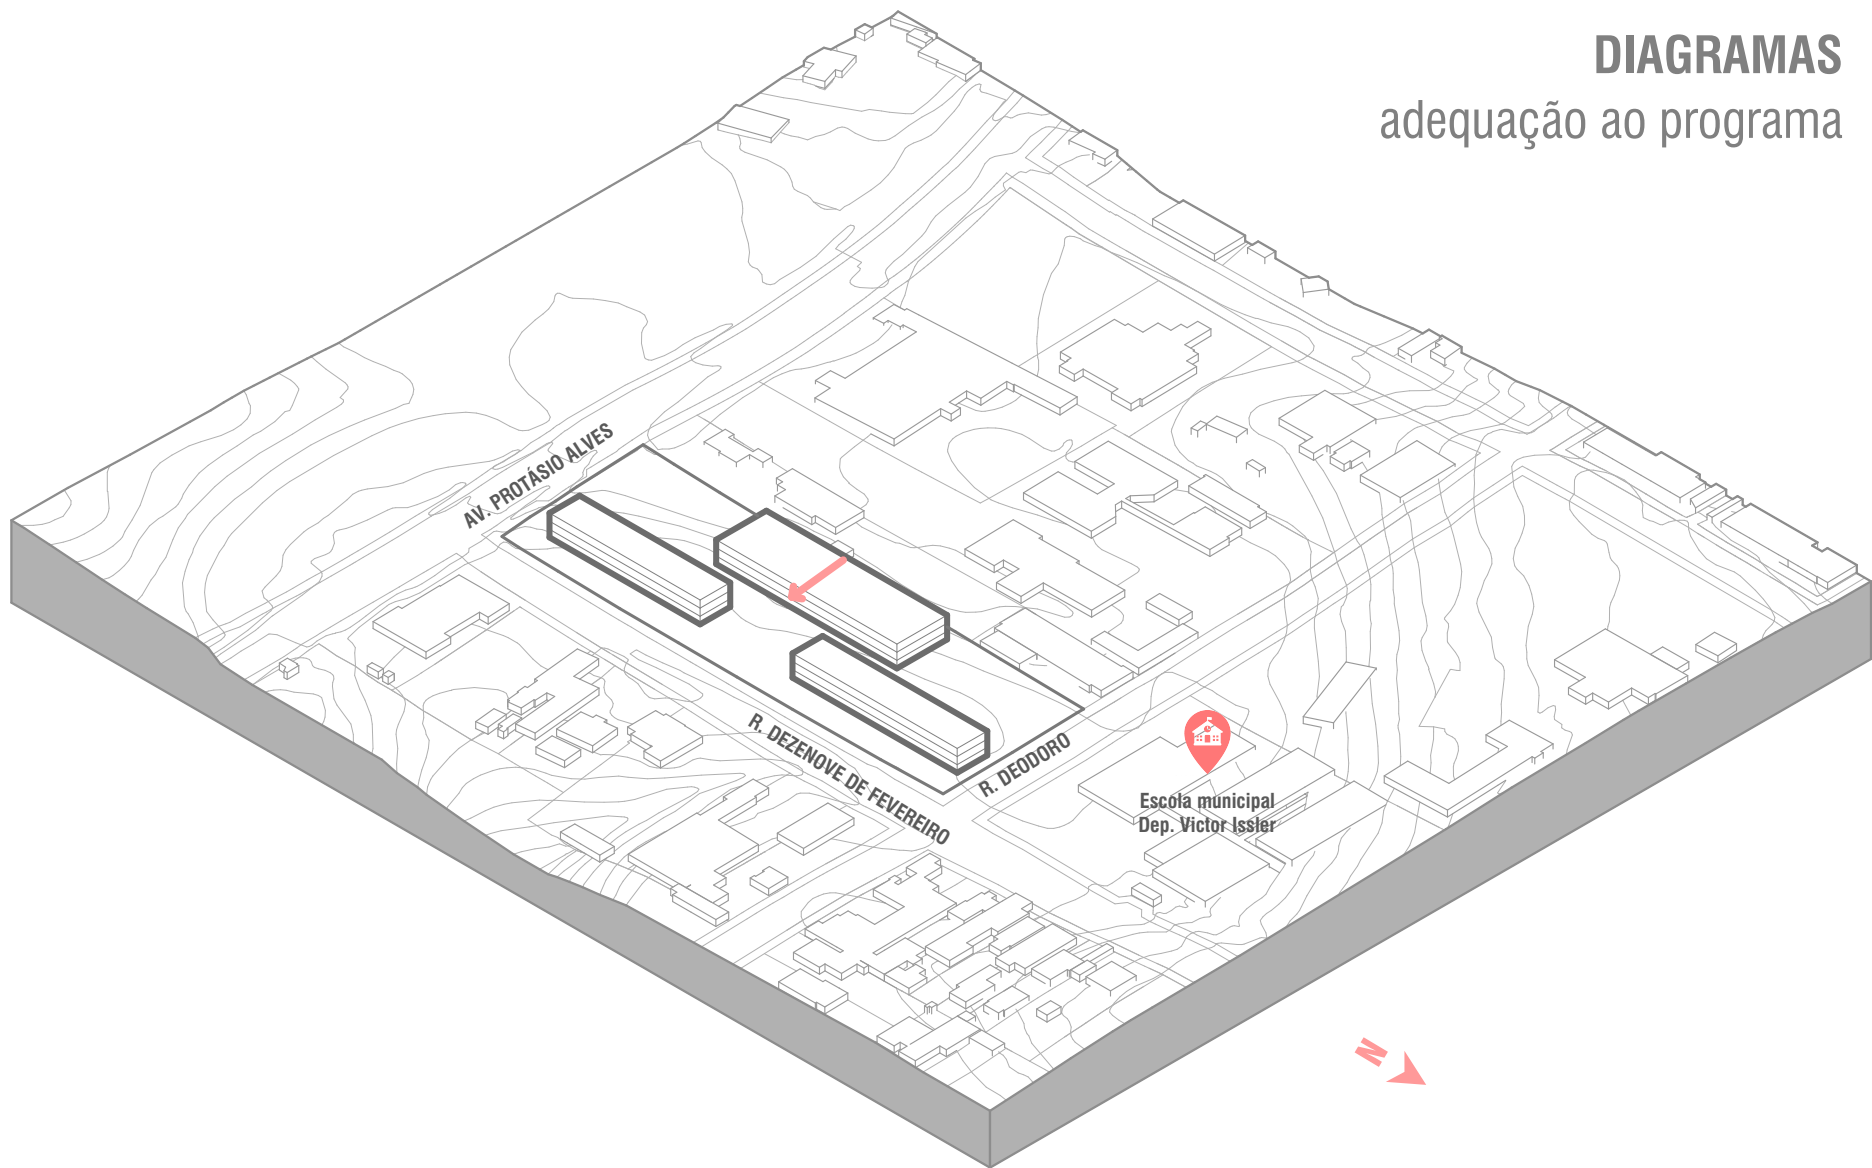 DIAGRAMAS
adequação ao programa
AV. PROTÁSIO ALVES
R. DEZENOVE DE FEVEREIRO
R. DEODORO
Escola municipal
Dep. Victor Issler
N